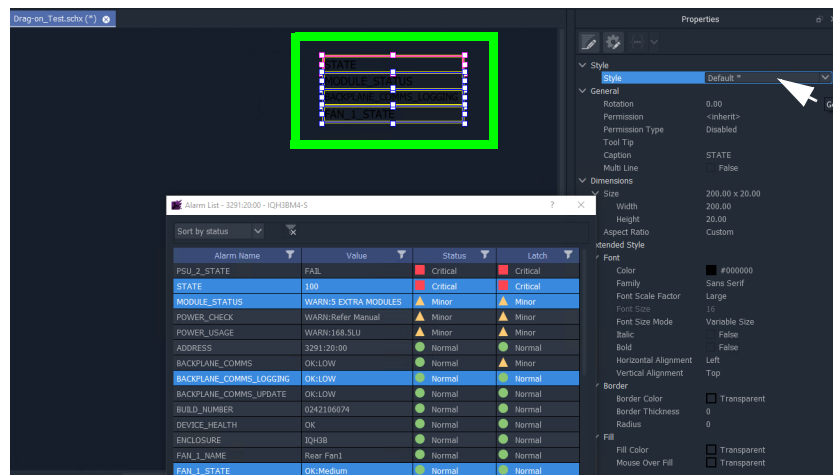 Drag-on_Test.schx (*)
Properties
STATE
MODULE_STATUS
BACKPLANE_COMMS_LOGGING
FAN_1_STATE
Style
Style Default *
General
Rotation 0.00
Permission <inherit>
Permission Type Disabled
Tool Tip
Caption STATE
Multi Line False
Dimensions
Size 200.00 x 20.00
Width 200.00
Height 20.00
Aspect Ratio Custom
xtended Style
Font
Color #000000
Family Sans Serif
Font Scale Factor Large
Font Size 16
Font Size Mode Variable Size
Italic False
Bold False
Horizontal Alignment Left
Vertical Alignment Top
Border
Border Color Transparent
Border Thickness 0
Radius 0
Fill
Fill Color Transparent
Mouse Over Fill Transparent
Alarm List - 3291:20:00 - IQH3BM4-S
Sort by status
Alarm Name Value Status Latch
PSU_2_STATE FAIL Critical Critical
STATE 100 Critical Critical
MODULE_STATUS WARN:5 EXTRA MODULES Minor Minor
POWER_CHECK WARN:Refer Manual Minor Minor
POWER_USAGE WARN:168.5LU Minor Minor
ADDRESS 3291:20:00 Normal Normal
BACKPLANE_COMMS OK:LOW Normal Minor
BACKPLANE_COMMS_LOGGING OK:LOW Normal Normal
BACKPLANE_COMMS_UPDATE OK:LOW Normal Normal
BUILD_NUMBER 0242106074 Normal Normal
DEVICE_HEALTH OK Normal Normal
ENCLOSURE IQH3B Normal Normal
FAN_1_NAME Rear Fan1 Normal Normal
FAN_1_STATE OK:Medium Normal Normal